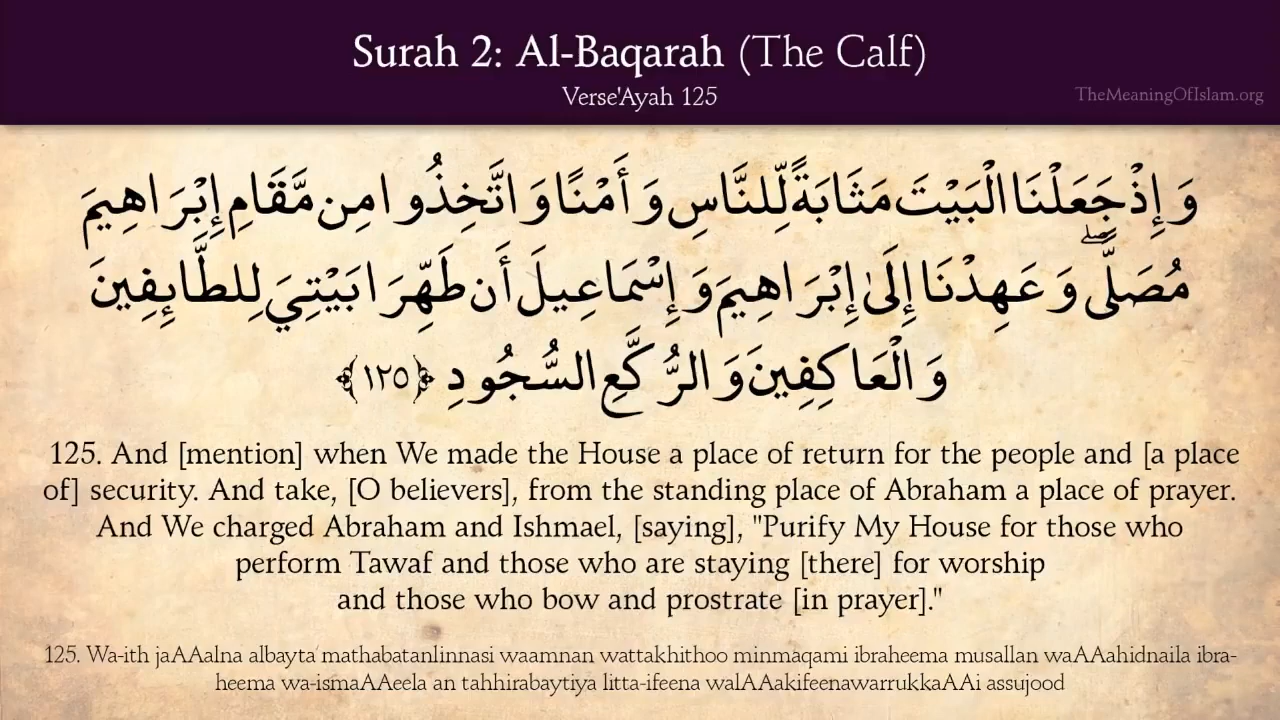 Surah 2: Al-Baqarah (The Calf)
Verse'Ayah 125
TheMeaningOfIslam.org
وَإِذْ جَعَلْنَا الْبَيْتَ مَثَابَةً لِّلنَّاسِ وَأَمْنًا وَاتَّخِذُوا مِن مَّقَامِ إِبْرَاهِيمَ
مُصَلًّى ۖ وَعَهِدْنَا إِلَىٰ إِبْرَاهِيمَ وَإِسْمَاعِيلَ أَن طَهِّرَا بَيْتِيَ لِلطَّائِفِينَ
وَالْعَاكِفِينَ وَالرُّكَّعِ السُّجُودِ ﴿١٢٥﴾
125. And [mention] when We made the House a place of return for the people and [a place
of] security. And take, [O believers], from the standing place of Abraham a place of prayer.
And We charged Abraham and Ishmael, [saying], "Purify My House for those who
perform Tawaf and those who are staying [there] for worship
and those who bow and prostrate [in prayer]."
125. Wa-ith jaAAalna albayta mathabatanlinnasi waamnan wattakhithoo minmaqami ibraheema musallan waAAahidnaila ibra-
heema wa-ismaAAeela an tahhirabaytiya litta-ifeena walAAakifeenawarrukkaAAi assujood